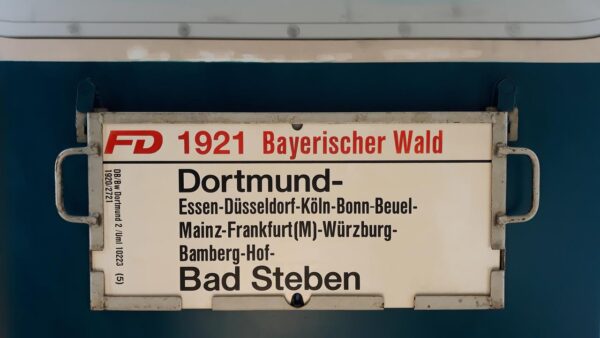 FD 1921 Bayerischer Wald
Dortmund-
Essen-Düsseldorf-Köln-Bonn-Beuel-
Mainz-Frankfurt(M)-Würzburg-
Bamberg-Hof-
Bad Steben
DB/Bw Dortmund 2 /Uml 10223 (5)
1920/2721